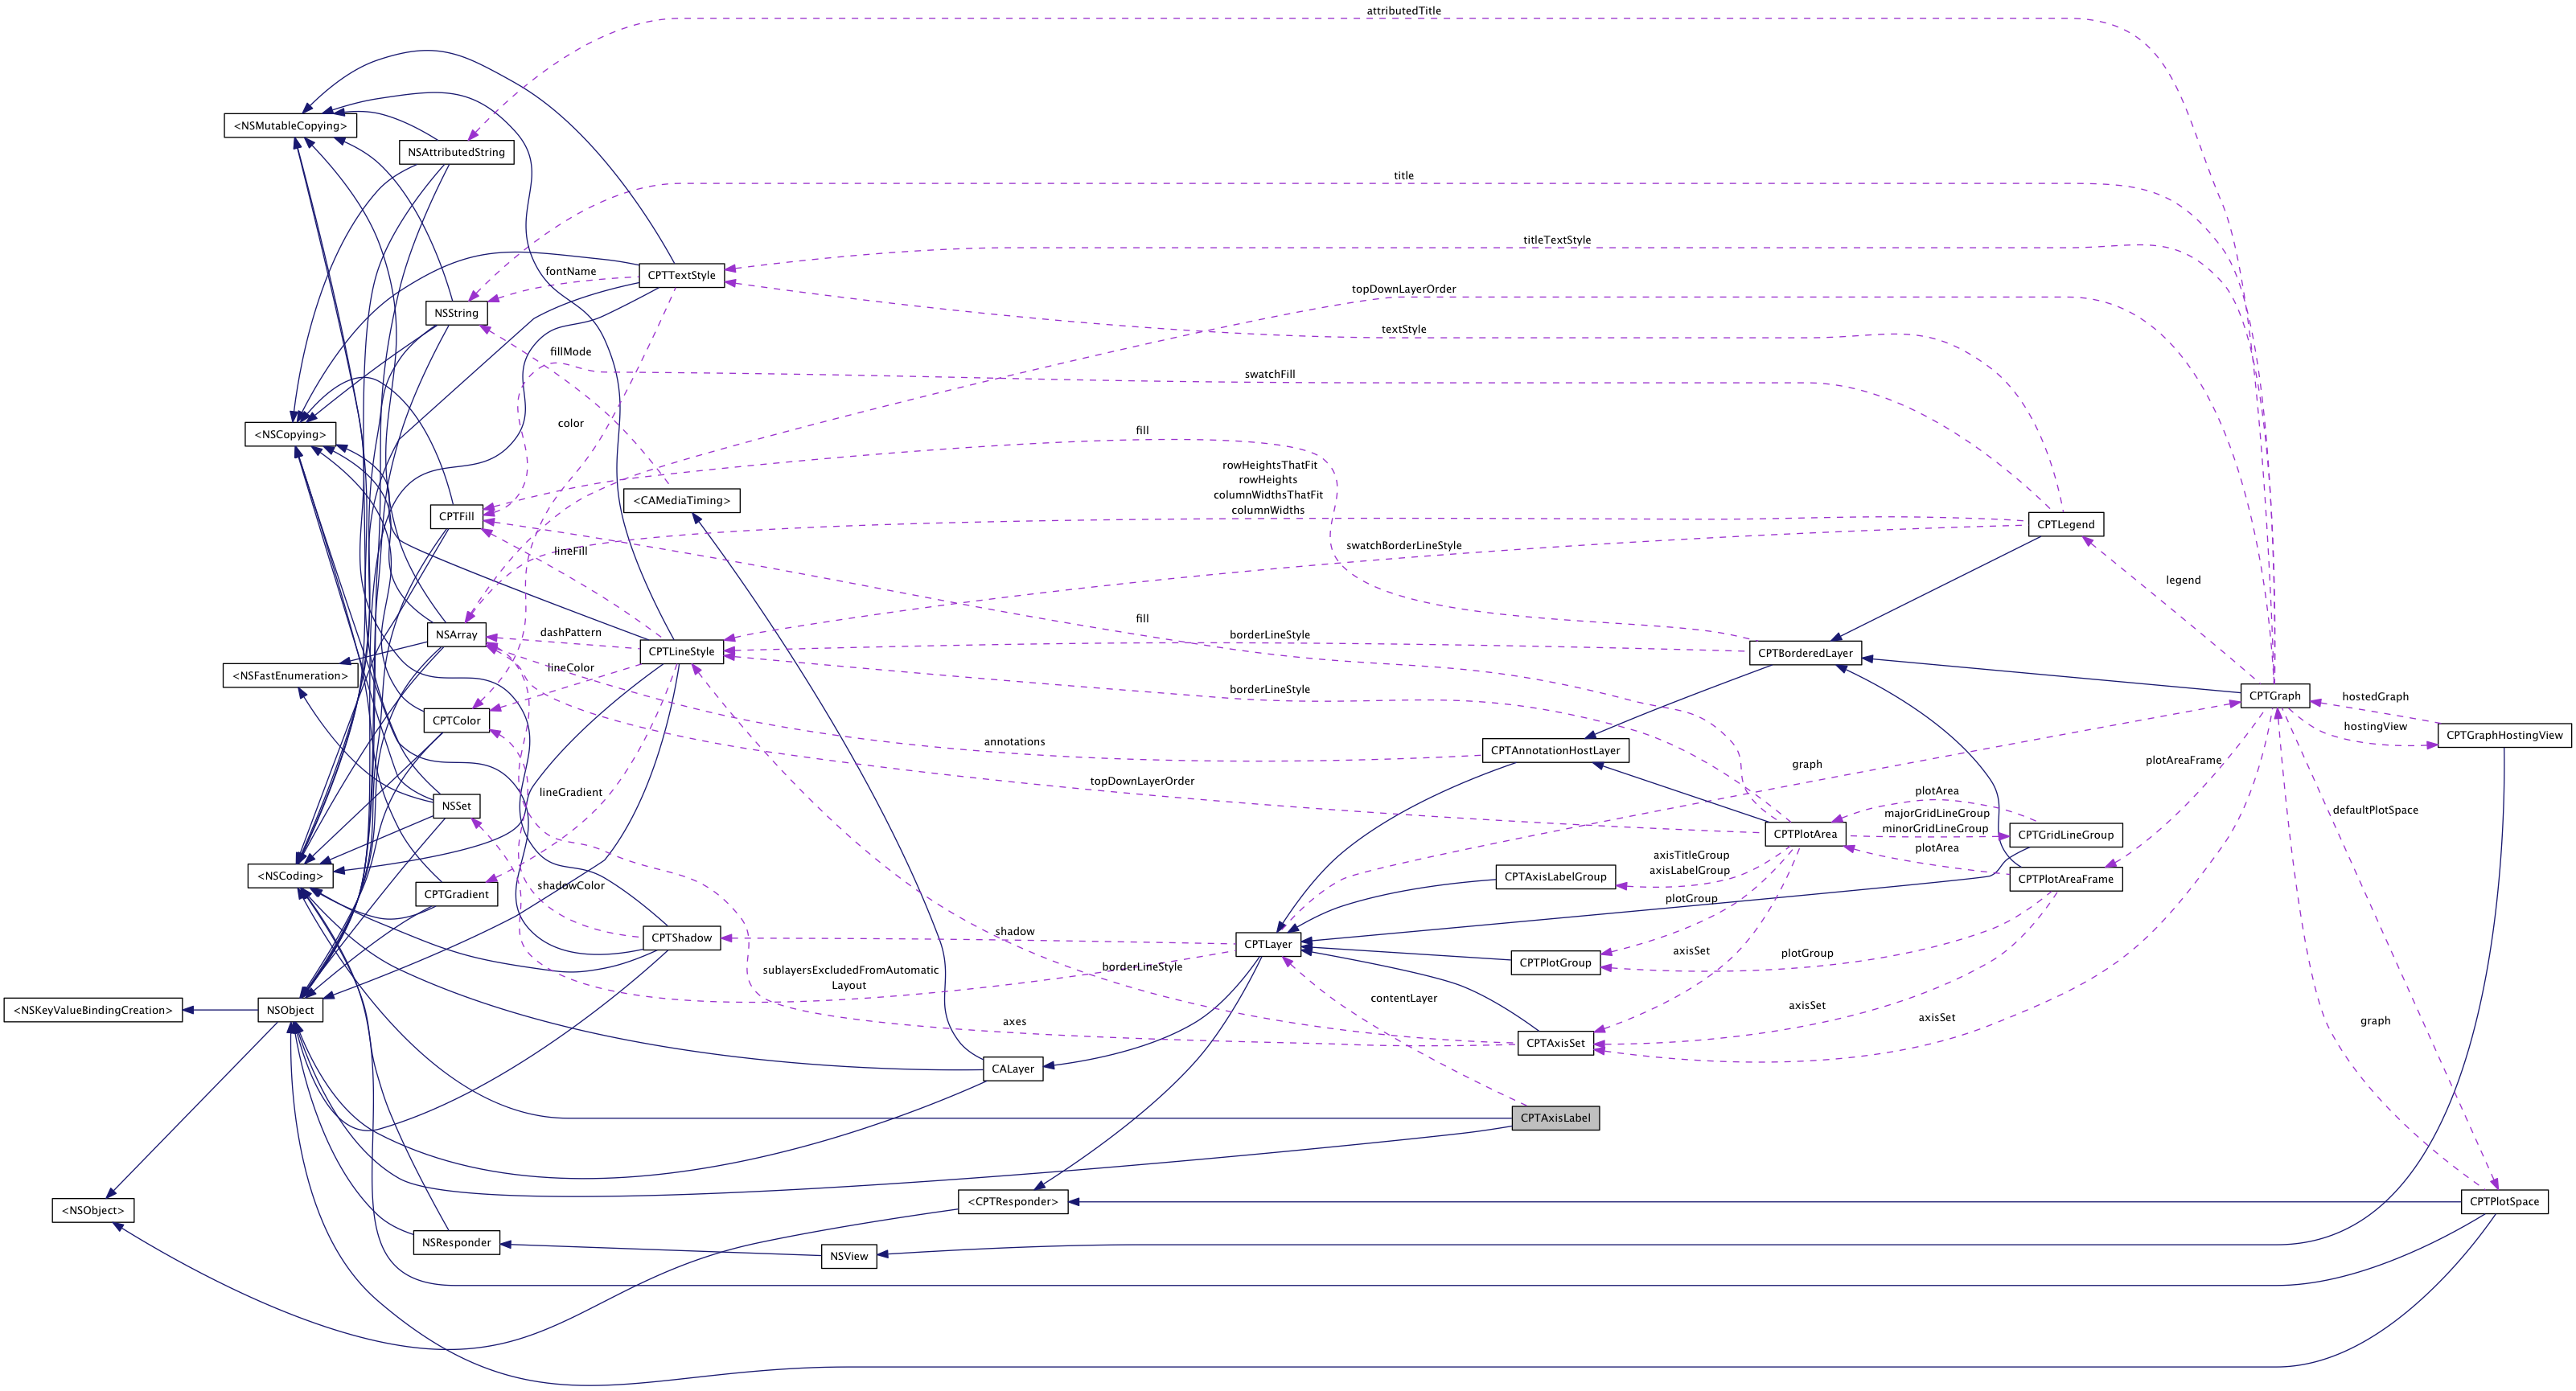 attributedTitle
<NSMutableCopying>
NSAttributedString
title
titleTextStyle
fontName
CPTTextStyle
topDownLayerOrder
NSString
textStyle
fillMode
swatchFill
color
fill
<NSCopying>
rowHeightsThatFit
rowHeights
columnWidthsThatFit
columnWidths
<CAMediaTiming>
CPTFill
CPTLegend
lineFill
swatchBorderLineStyle
legend
fill
NSArray
dashPattern
borderLineStyle
CPTLineStyle
CPTBorderedLayer
<NSFastEnumeration>
lineColor
borderLineStyle
CPTGraph
hostedGraph
CPTColor
hostingView
CPTGraphHostingView
annotations
CPTAnnotationHostLayer
graph
plotAreaFrame
topDownLayerOrder
lineGradient
plotArea
NSSet
defaultPlotSpace
majorGridLineGroup
minorGridLineGroup
CPTPlotArea
CPTGridLineGroup
plotArea
axisTitleGroup
axisLabelGroup
<NSCoding>
CPTAxisLabelGroup
CPTPlotAreaFrame
shadowColor
CPTGradient
plotGroup
shadow
CPTShadow
CPTLayer
axisSet
plotGroup
CPTPlotGroup
borderLineStyle
sublayersExcludedFromAutomatic
Layout
contentLayer
<NSKeyValueBindingCreation>
NSObject
axisSet
axes
axisSet
graph
CPTAxisSet
CALayer
CPTAxisLabel
<NSObject>
<CPTResponder>
CPTPlotSpace
NSResponder
NSView